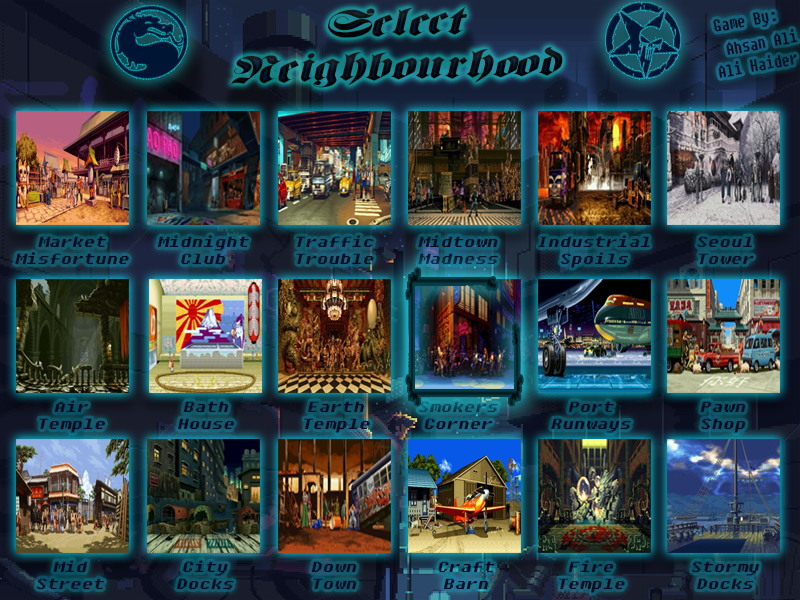 Select
Neighbourhood
Game By:
Ahsan Ali
Ali Haider
Market
Misfortune
Midnight
Club
Traffic
Trouble
Midtown
Madness
Industrial
Spoils
Seoul
Tower
Air
Temple
Bath
House
Earth
Temple
Smokers
Corner
Port
Runways
Pawn
Shop
Mid
Street
City
Docks
Down
Town
Craft
Barn
Fire
Temple
Stormy
Docks